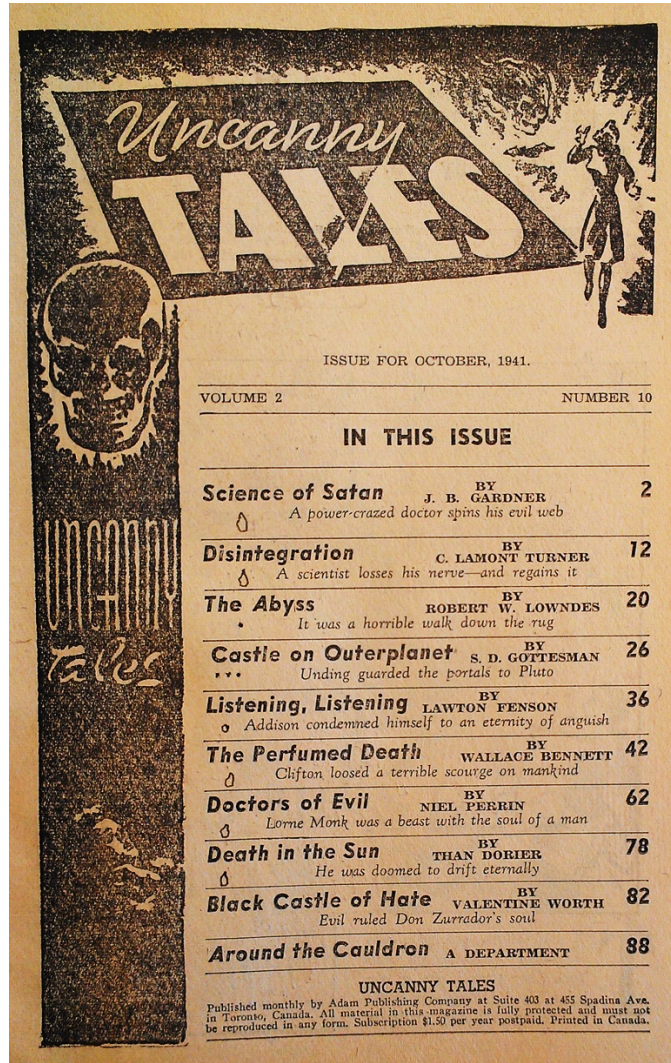 Uncanny
TALES
ISSUE FOR OCTOBER, 1941.
VOLUME 2 NUMBER 10
IN THIS ISSUE
Science of Satan BY J. B. GARDNER 2
A power-crazed doctor spins his evil web
Disintegration BY C. LAMONT TURNER 12
A scientist losses his nerve—and regains it
The Abyss BY ROBERT W. LOWNDES 20
It was a horrible walk down the rug
Castle on Outerplanet BY S. D. GOTTESMAN 26
Unding guarded the portals to Pluto
Listening, Listening BY LAWTON FENSON 36
Addison condemned himself to an eternity of anguish
The Perfumed Death BY WALLACE BENNETT 42
Clifton loosed a terrible scourge on mankind
Doctors of Evil BY NIEL PERRIN 62
Lorne Monk was a beast with the soul of a man
Death in the Sun BY THAN DORIER 78
He was doomed to drift eternally
Black Castle of Hate BY VALENTINE WORTH 82
Evil ruled Don Zurrador's soul
Around the Cauldron A DEPARTMENT 88
UNCANNY TALES
Published monthly by Adam Publishing Company at Suite 403 at 455 Spadina Ave.
in Toronto, Canada. All material in this magazine is fully protected and must not
be reproduced in any form. Subscription $1.50 per year postpaid. Printed in Canada.
UNCANNY
Tales